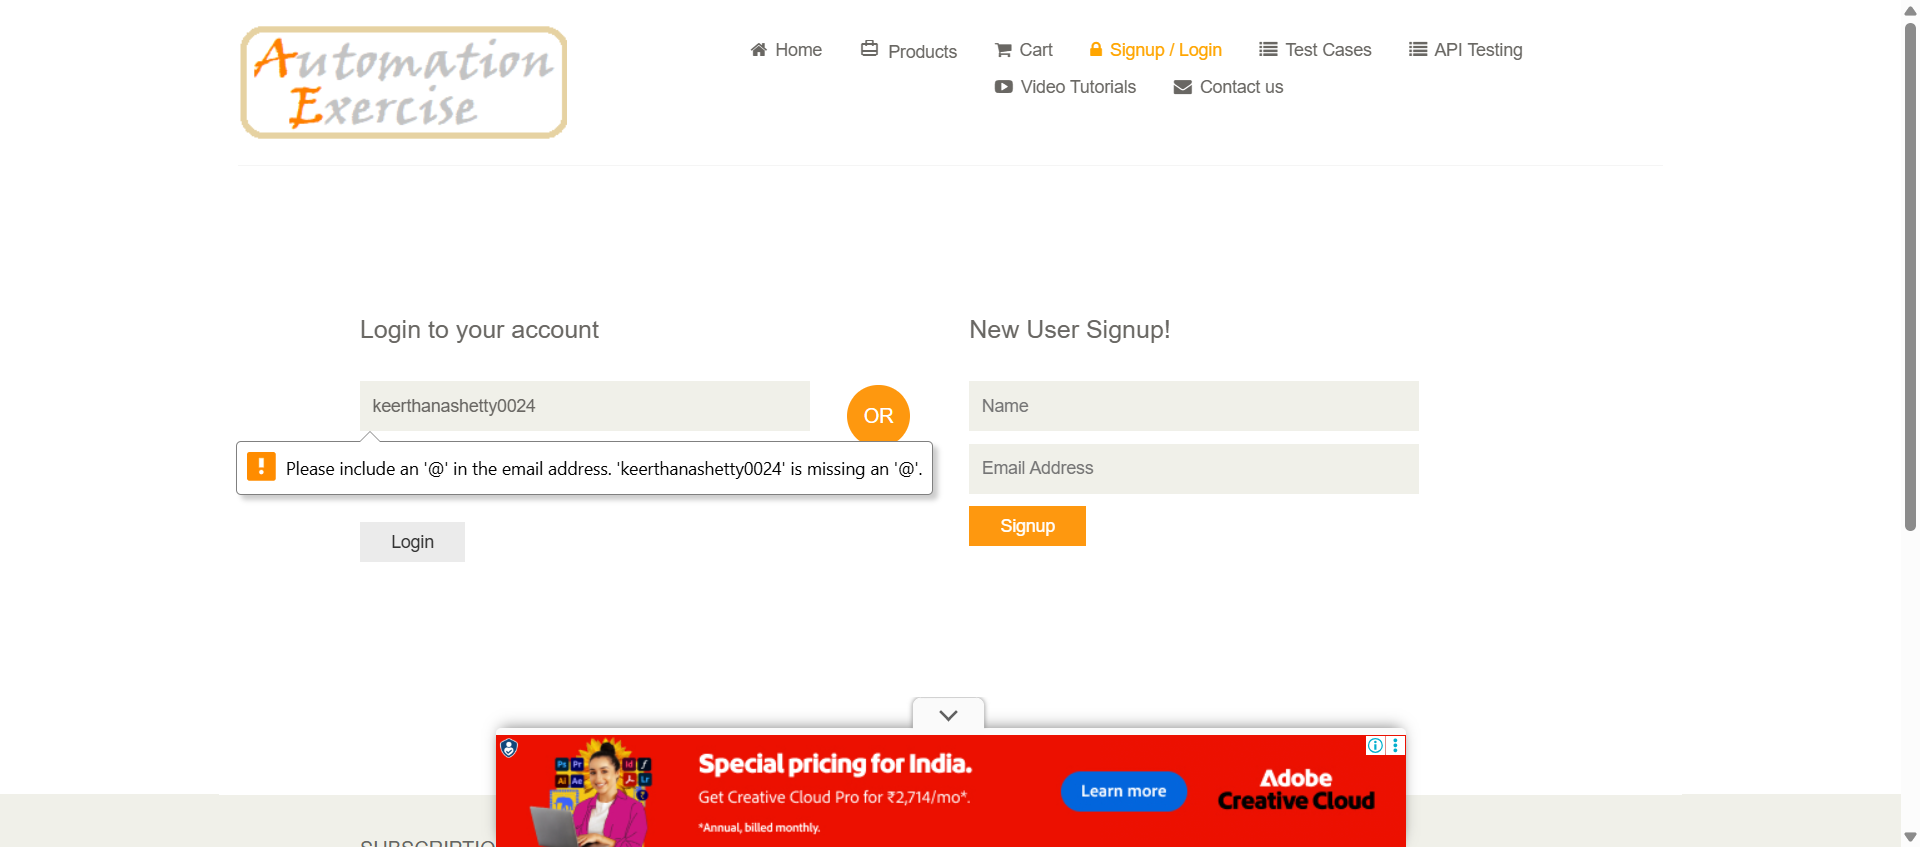 Automation
Exercise
Home
Products
Cart
Signup / Login
Test Cases
API Testing
Video Tutorials
Contact us
Login to your account
keerthanashetty0024
Please include an '@' in the email address. 'keerthanashetty0024' is missing an '@'.
Login
OR
New User Signup!
Name
Email Address
Signup
Ps Pr
Ai Ae
Id f
Lr
Special pricing for India.
Get Creative Cloud Pro for ₹2,714/mo*.
*Annual, billed monthly.
Learn more
Adobe
Creative Cloud
SUBSCRIPTIO